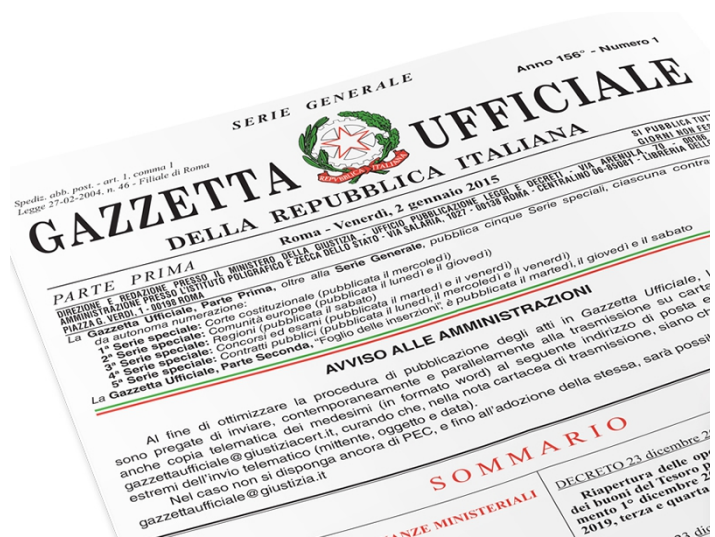 SERIE GENERALE
Anno 156° - Numero 1
Spediz. abb. post. - art. 1, comma 1
Legge 27-02-2004, n. 46 - Filiale di Roma
GAZZETTA UFFICIALE
REPVBBLICA ITALIANA
DELLA REPUBBLICA ITALIANA
PARTE PRIMA
Roma - Venerdì, 2 gennaio 2015
SI PUBBLICA TUTT
GIORNI NON FES
DIREZIONE E REDAZIONE PRESSO IL MINISTERO DELLA GIUSTIZIA - UFFICIO PUBBLICAZIONE LEGGI E DECRETI - VIA ARENULA, 70 00186
AMMINISTRAZIONE PRESSO L'ISTITUTO POLIGRAFICO E ZECCA DELLO STATO - VIA SALARIA, 1027 - 00138 ROMA - CENTRALINO 06-85081 - LIBRERIA DELLO
PIAZZA G. VERDI, 1 - 00198 ROMA
La Gazzetta Ufficiale, Parte Prima, oltre alla Serie Generale, pubblica cinque Serie speciali, ciascuna contra
da autonoma numerazione:
1ª Serie speciale: Corte costituzionale (pubblicata il mercoledì)
2ª Serie speciale: Comunità europee (pubblicata il lunedì e il giovedì)
3ª Serie speciale: Regioni (pubblicata il sabato)
4ª Serie speciale: Concorsi ed esami (pubblicata il martedì e il venerdì)
5ª Serie speciale: Contratti pubblici (pubblicata il lunedì, il mercoledì e il venerdì)
La Gazzetta Ufficiale, Parte Seconda, "Foglio delle inserzioni", è pubblicata il martedì, il giovedì e il sabato
AVVISO ALLE AMMINISTRAZIONI
Al fine di ottimizzare la procedura di pubblicazione degli atti in Gazzetta Ufficiale, l
sono pregate di inviare, contemporaneamente e parallelamente alla trasmissione su carta
anche copia telematica dei medesimi (in formato word) al seguente indirizzo di posta e
gazzettaufficiale@giustiziacert.it, curando che, nella nota cartacea di trasmissione, siano ch
estremi dell'invio telematico (mittente, oggetto e data).
Nel caso non si disponga ancora di PEC, e fino all'adozione della stessa, sarà possi
gazzettaufficiale@giustizia.it
SOMMARIO
ANZE MINISTERIALI
DECRETO 23 dicembre 2
Riapertura delle ope
dei buoni del Tesoro p
mento 1° dicembre 2
2019, terza e quarta